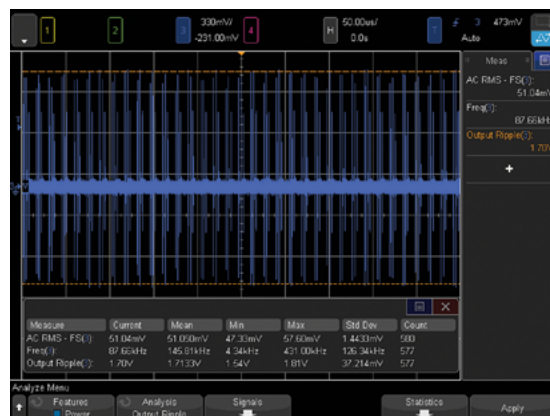 1 2 3 330mV/ -231.00mV 4 H 50.00us/ 0.0s T 3 473mV Auto
Meas
AC RMS - FS(3):
51.04mV
Freq(3):
87.66kHz
Output Ripple(3):
1.70V
+
Measure Current Mean Min Max Std Dev Count
AC RMS - FS(3): 51.04mV 51.050mV 47.33mV 57.60mV 1.4433mV 580
Freq(3): 87.66kHz 145.81kHz 4.34kHz 431.00kHz 126.34kHz 577
Output Ripple(3): 1.70V 1.7133V 1.54V 1.81V 37.214mV 577
Analyze Menu
Features Analysis Signals Statistics Apply
Power Output Ripple